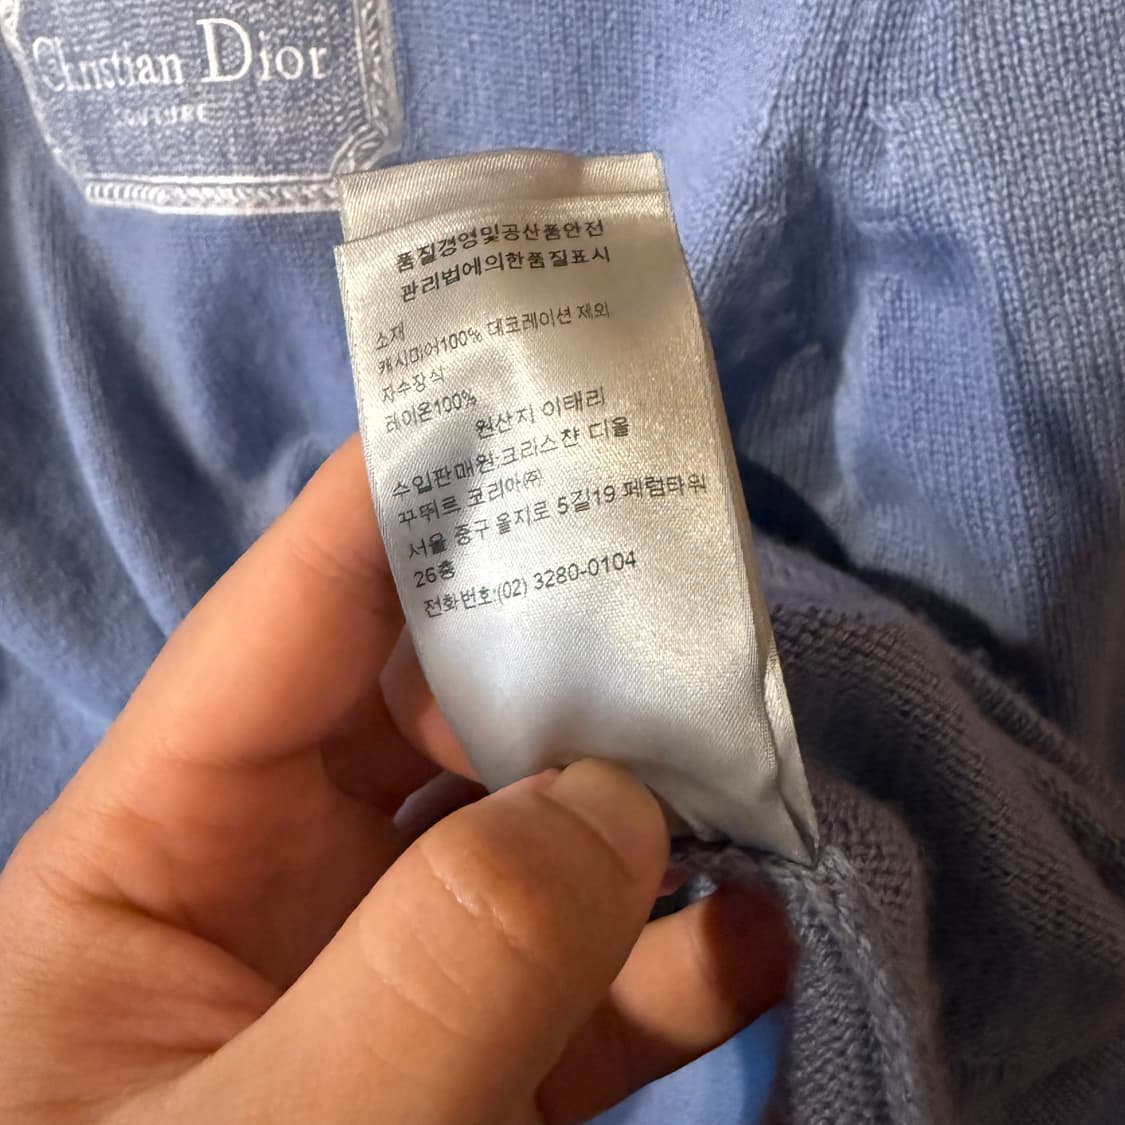 Christian Dior
COUTURE
품질경영및공산품안전
관리법에의한품질표시
소재
캐시미어100% 데코레이션 제외
자수장식
레이온100%
원산지 이태리
수입판매원:크리스챤 디올
꾸뛰르 코리아㈜
서울 중구 을지로 5길19 페럼타워
26층
전화번호:(02) 3280-0104